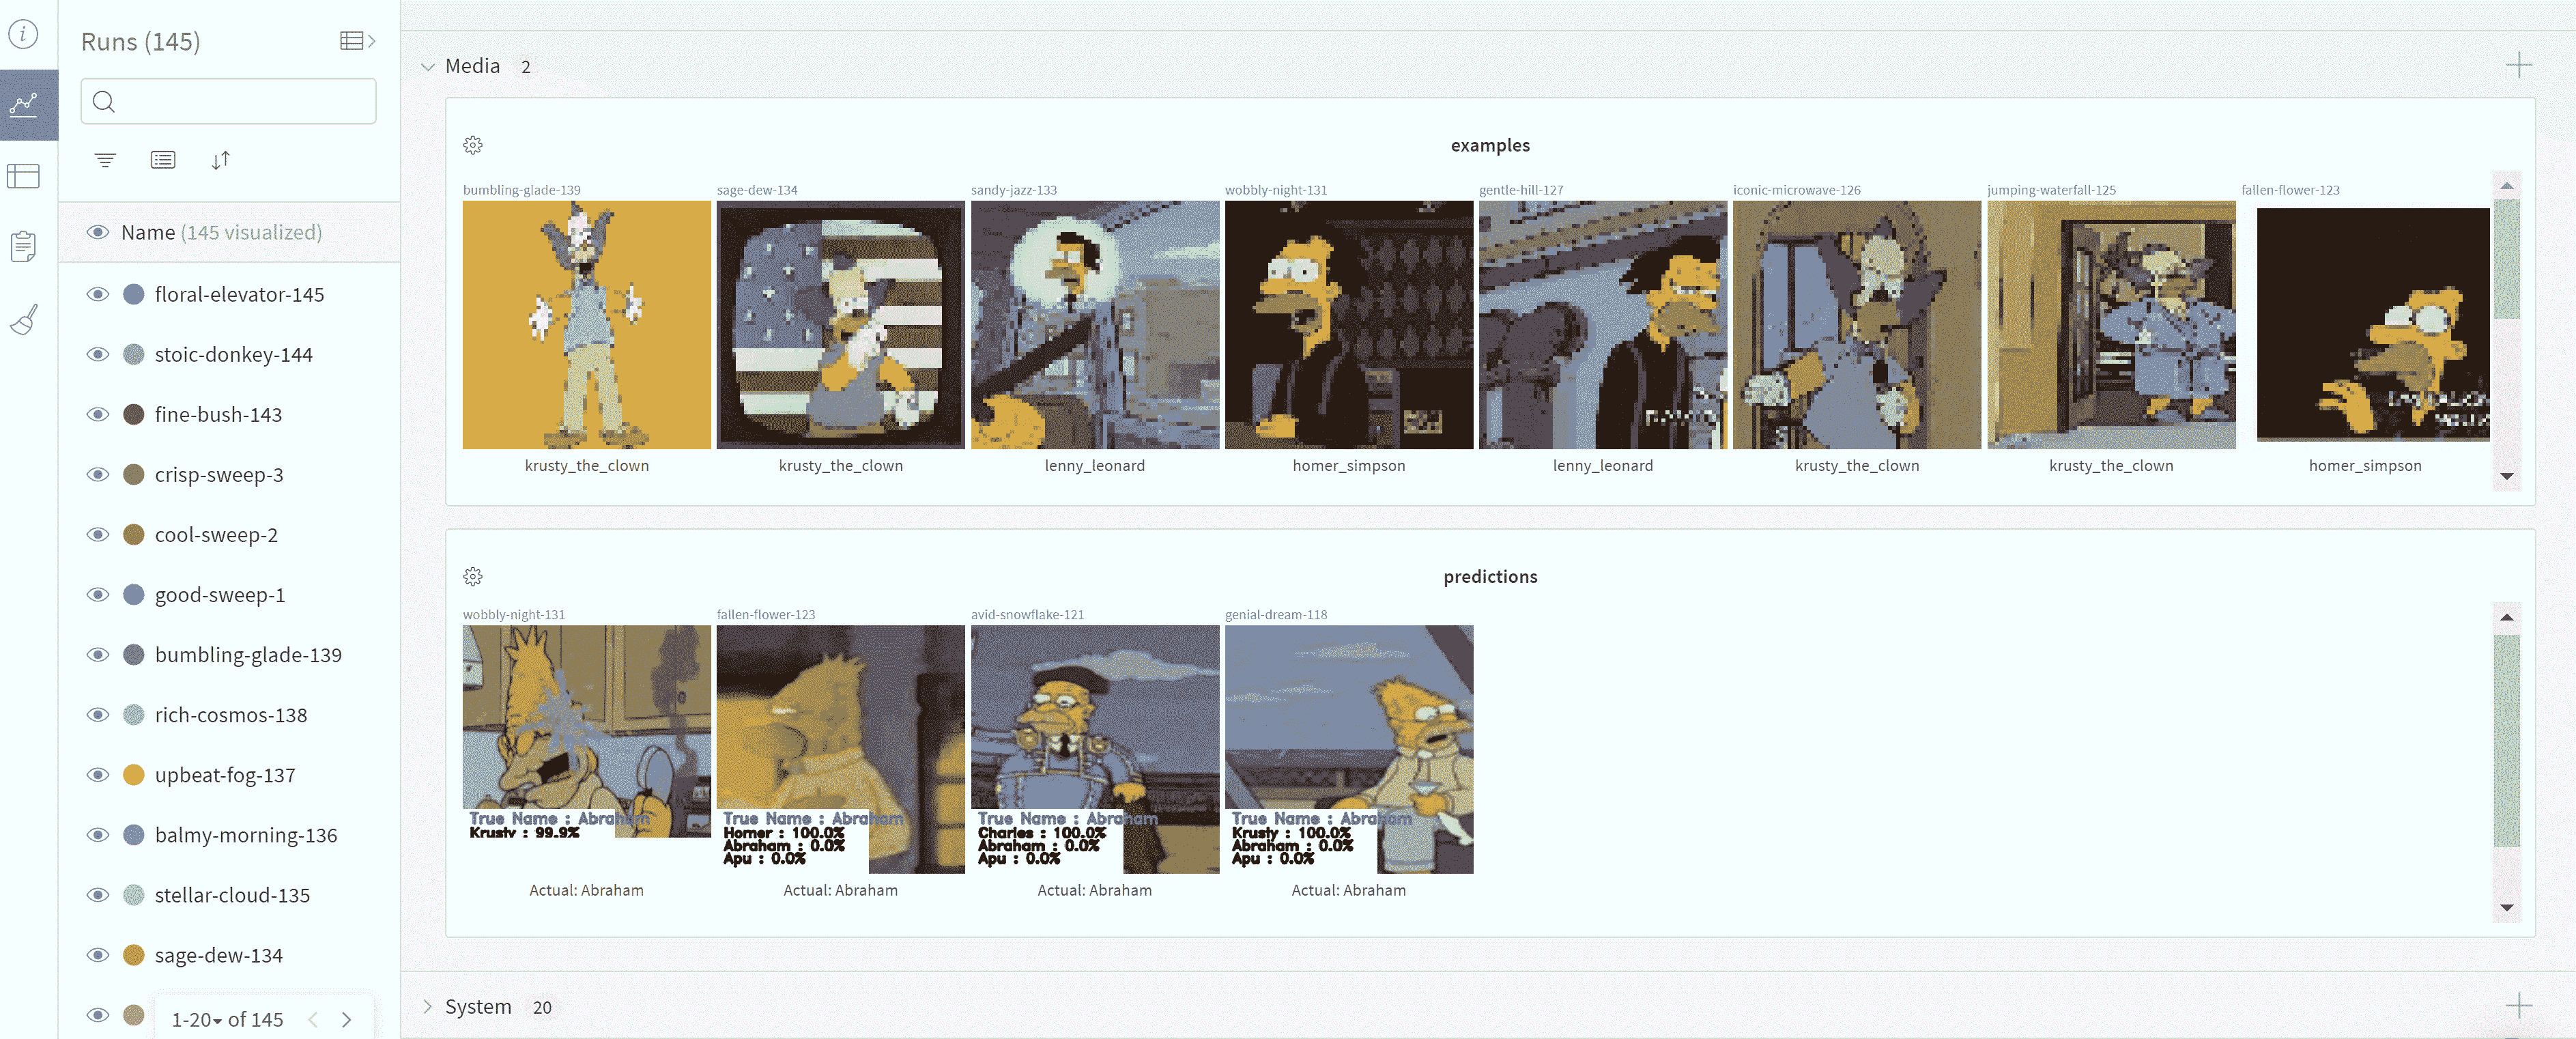 Runs (145)
Name (145 visualized)
floral-elevator-145
stoic-donkey-144
fine-bush-143
crisp-sweep-3
cool-sweep-2
good-sweep-1
bumbling-glade-139
rich-cosmos-138
upbeat-fog-137
balmy-morning-136
stellar-cloud-135
sage-dew-134
1-20 of 145
Media 2
examples
bumbling-glade-139 sage-dew-134 sandy-jazz-133 wobbly-night-131 gentle-hill-127 iconic-microwave-126 jumping-waterfall-125 fallen-flower-123
krusty_the_clown krusty_the_clown lenny_leonard homer_simpson lenny_leonard krusty_the_clown krusty_the_clown homer_simpson
predictions
wobbly-night-131 fallen-flower-123 avid-snowflake-121 genial-dream-118
True Name : Abraham
Krusty : 99.9%
True Name : Abraham
Homer : 100.0%
Abraham : 0.0%
Apu : 0.0%
True Name : Abraham
Charles : 100.0%
Abraham : 0.0%
Apu : 0.0%
True Name : Abraham
Krusty : 100.0%
Abraham : 0.0%
Apu : 0.0%
Actual: Abraham Actual: Abraham Actual: Abraham Actual: Abraham
System 20